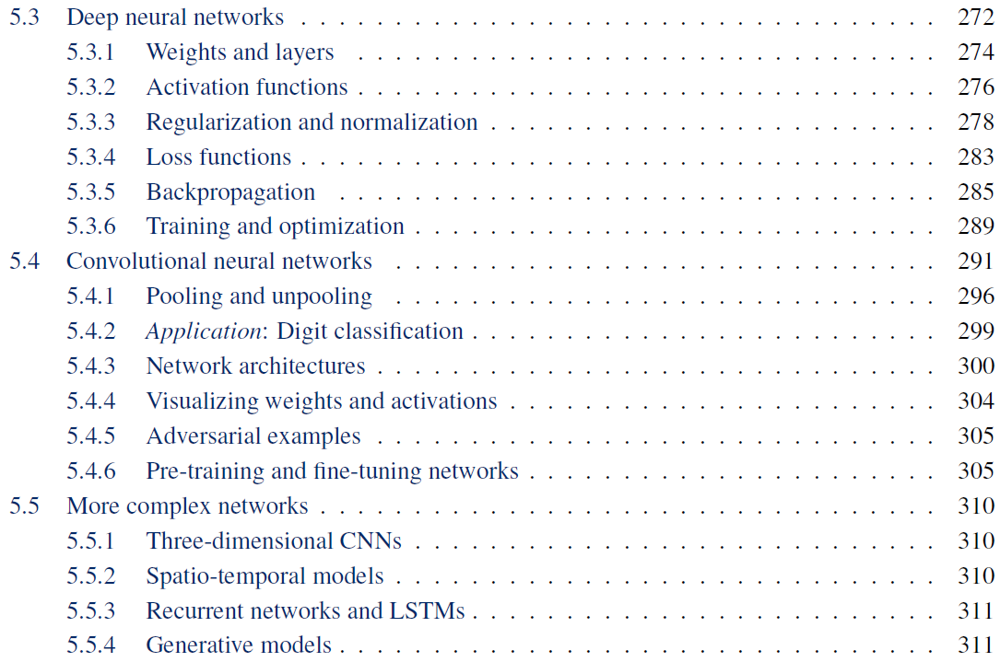 5.3 Deep neural networks . . . . . . . . . . . . . . . . . . . . . . . . . . . . . . . . . . 272
5.3.1 Weights and layers . . . . . . . . . . . . . . . . . . . . . . . . . . . . . . . 274
5.3.2 Activation functions . . . . . . . . . . . . . . . . . . . . . . . . . . . . . . . 276
5.3.3 Regularization and normalization . . . . . . . . . . . . . . . . . . . . . . . . 278
5.3.4 Loss functions . . . . . . . . . . . . . . . . . . . . . . . . . . . . . . . . . . 283
5.3.5 Backpropagation . . . . . . . . . . . . . . . . . . . . . . . . . . . . . . . . 285
5.3.6 Training and optimization . . . . . . . . . . . . . . . . . . . . . . . . . . . . 289
5.4 Convolutional neural networks . . . . . . . . . . . . . . . . . . . . . . . . . . . . . 291
5.4.1 Pooling and unpooling . . . . . . . . . . . . . . . . . . . . . . . . . . . . . 296
5.4.2 Application: Digit classification . . . . . . . . . . . . . . . . . . . . . . . . . 299
5.4.3 Network architectures . . . . . . . . . . . . . . . . . . . . . . . . . . . . . . 300
5.4.4 Visualizing weights and activations . . . . . . . . . . . . . . . . . . . . . . . 304
5.4.5 Adversarial examples . . . . . . . . . . . . . . . . . . . . . . . . . . . . . . 305
5.4.6 Pre-training and fine-tuning networks . . . . . . . . . . . . . . . . . . . . . . 305
5.5 More complex networks . . . . . . . . . . . . . . . . . . . . . . . . . . . . . . . . . 310
5.5.1 Three-dimensional CNNs . . . . . . . . . . . . . . . . . . . . . . . . . . . . 310
5.5.2 Spatio-temporal models . . . . . . . . . . . . . . . . . . . . . . . . . . . . . 310
5.5.3 Recurrent networks and LSTMs . . . . . . . . . . . . . . . . . . . . . . . . . 311
5.5.4 Generative models . . . . . . . . . . . . . . . . . . . . . . . . . . . . . . . . 311